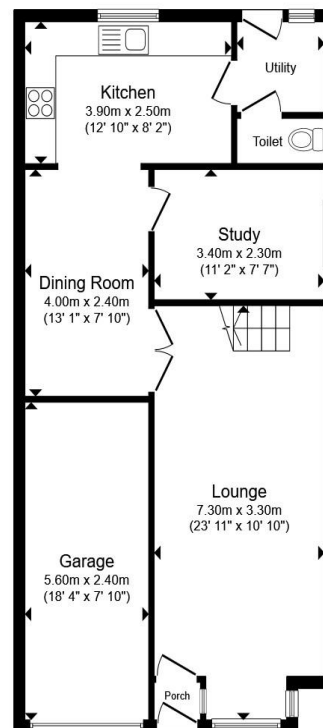 Kitchen
3.90m x 2.50m
(12' 10" x 8' 2")
Utility
Toilet
Study
3.40m x 2.30m
(11' 2" x 7' 7")
Dining Room
4.00m x 2.40m
(13' 1" x 7' 10")
Lounge
7.30m x 3.30m
(23' 11" x 10' 10")
Garage
5.60m x 2.40m
(18' 4" x 7' 10")
Porch